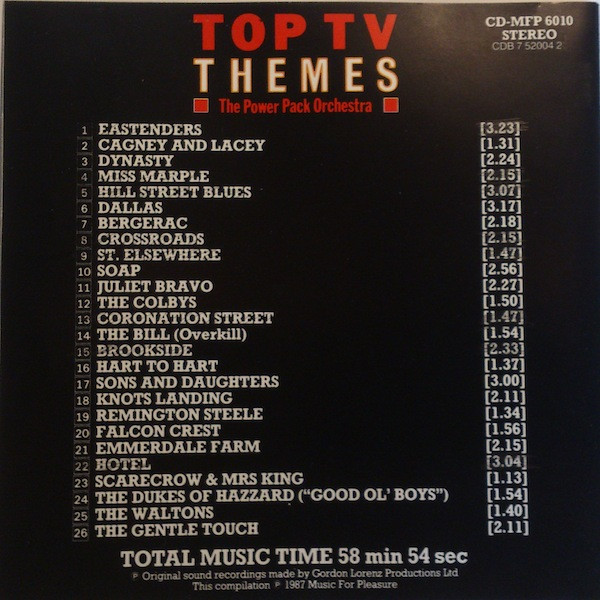 TOP TV CD-MFP 6010
STEREO
CDB 7 52004 2
THEMES
The Power Pack Orchestra
1 EASTENDERS [3.23]
2 CAGNEY AND LACEY [1.31]
3 DYNASTY [2.24]
4 MISS MARPLE [2.15]
5 HILL STREET BLUES [3.07]
6 DALLAS [3.17]
7 BERGERAC [2.18]
8 CROSSROADS [2.15]
9 ST. ELSEWHERE [1.47]
10 SOAP [2.56]
11 JULIET BRAVO [2.27]
12 THE COLBYS [1.50]
13 CORONATION STREET [1.47]
14 THE BILL (Overkill) [1.54]
15 BROOKSIDE [2.33]
16 HART TO HART [1.37]
17 SONS AND DAUGHTERS [3.00]
18 KNOTS LANDING [2.11]
19 REMINGTON STEELE [1.34]
20 FALCON CREST [1.56]
21 EMMERDALE FARM [2.15]
22 HOTEL [3.04]
23 SCARECROW & MRS KING [1.13]
24 THE DUKES OF HAZZARD (“GOOD OL’ BOYS”) [1.54]
25 THE WALTONS [1.40]
26 THE GENTLE TOUCH [2.11]
TOTAL MUSIC TIME 58 min 54 sec
℗ Original sound recordings made by Gordon Lorenz Productions Ltd
This compilation ℗ 1987 Music For Pleasure